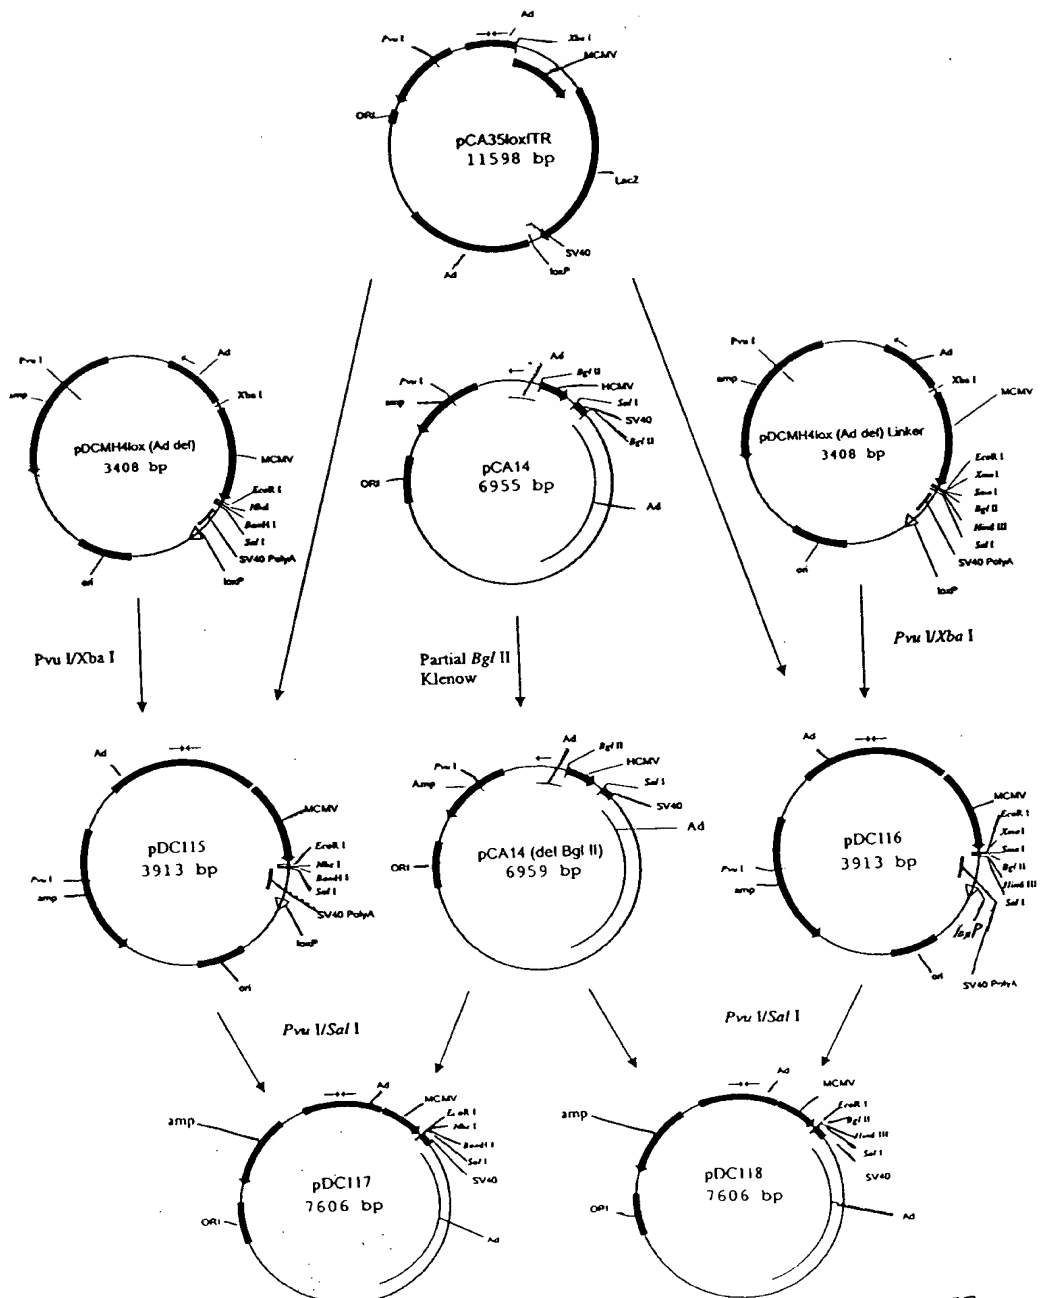 Ad
Pvu I
Xba I
MCMV
ORI
pCA35loxITR
11598 bp
LacZ
SV40
loxP
Ad
Pvu I
Ad
amp
Xba I
pDCMH4lox (Ad def)
3408 bp
MCMV
EcoR I
NheI
BamH I
Sal I
SV40 PolyA
loxP
ori
Ad
Pvu I
Bgl II
HCMV
amp
Sal I
SV40
Bgl II
pCA14
6955 bp
ORI
Ad
Pvu I
Ad
amp
Xba I
MCMV
pDCMH4lox (Ad def) Linker
3408 bp
EcoR I
Xma I
Sma I
Bgl II
Hind III
Sal I
SV40 PolyA
loxP
ori
Pvu I/Xba I
Partial Bgl II
Klenow
Pvu I/Xba I
Ad
MCMV
pDC115
3913 bp
EcoR I
Nhe I
BamH I
Sal I
Pvu I
amp
SV40 PolyA
loxP
ori
Ad
Pvu I
Bgl II
HCMV
Amp
Sal I
SV40
Ad
pCA14 (del Bgl II)
6959 bp
ORI
Ad
MCMV
pDC116
3913 bp
EcoR I
Xma I
Sma I
Bgl II
Hind III
Sal I
Pvu I
amp
loxP
ori
SV40 PolyA
Pvu I/Sal I
Pvu I/Sal I
Ad
MCMV
amp
EcoR I
Nhe I
BamH I
Sal I
SV40
pDC117
7606 bp
ORI
Ad
Ad
MCMV
amp
EcoR I
Bgl II
Hind III
Sal I
SV40
pDC118
7606 bp
ORI
Ad